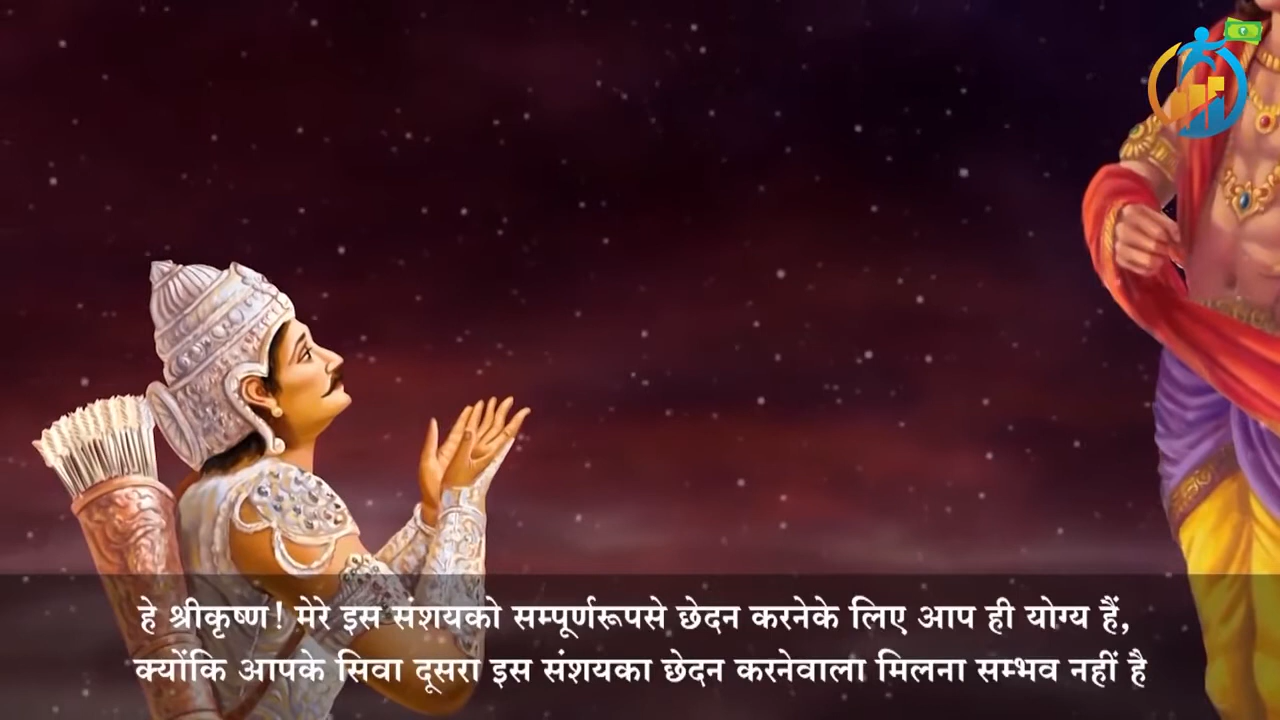 हे श्रीकृष्ण! मेरे इस संशयको सम्पूर्णरूपसे छेदन करनेके लिए आप ही योग्य हैं,
क्योंकि आपके सिवा दूसरा इस संशयका छेदन करनेवाला मिलना सम्भव नहीं है